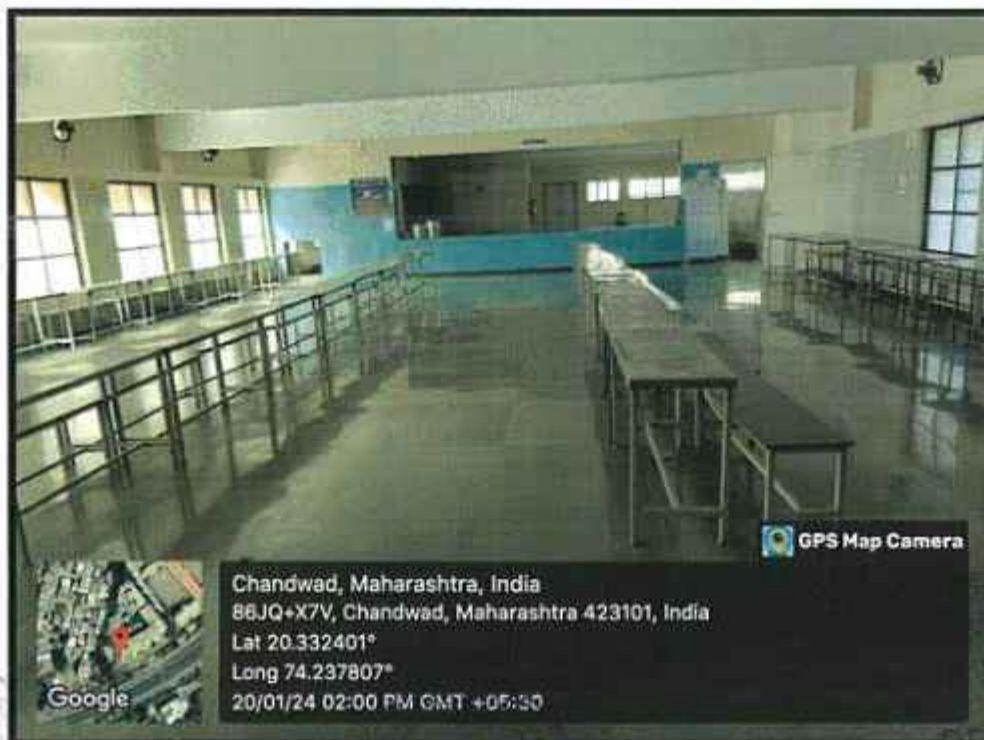 GPS Map Camera
Chandwad, Maharashtra, India
86JQ+X7V, Chandwad, Maharashtra 423101, India
Lat 20.332401°
Long 74.237807°
20/01/24 02:00 PM GMT +05:30
Google